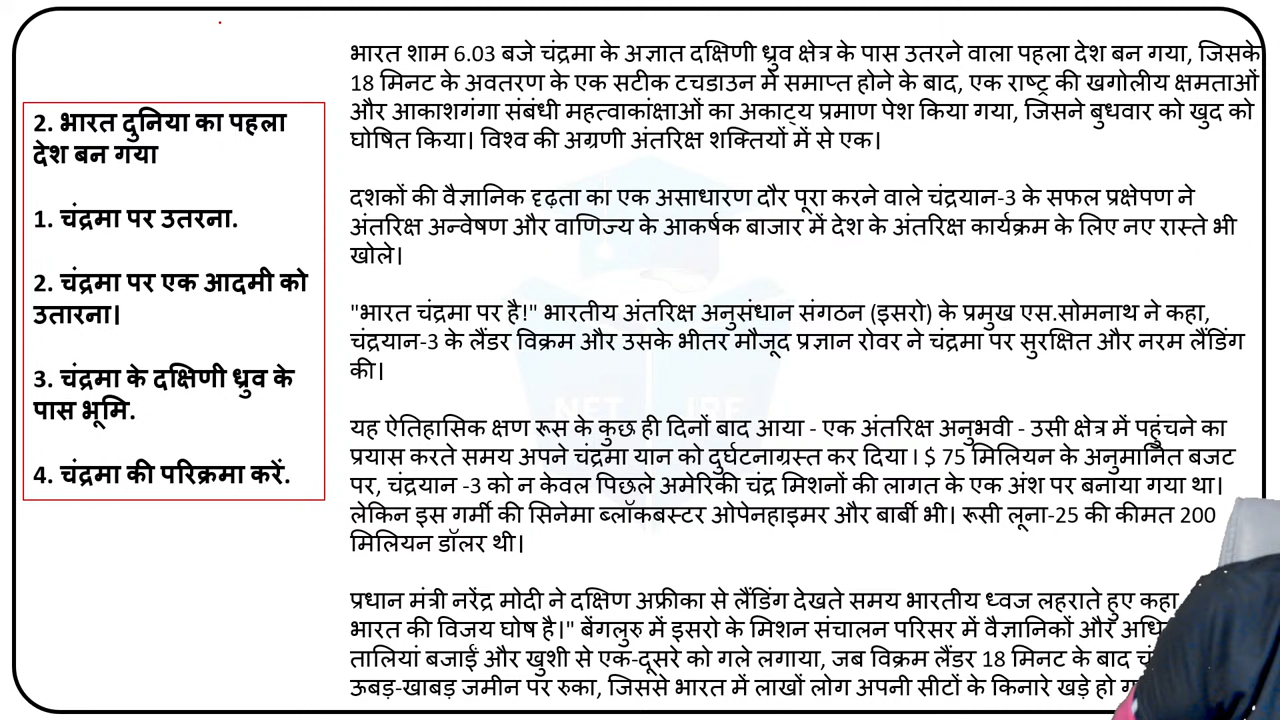 2. भारत दुनिया का पहला
देश बन गया
1. चंद्रमा पर उतरना.
2. चंद्रमा पर एक आदमी को
उतारना।
3. चंद्रमा के दक्षिणी ध्रुव के
पास भूमि.
4. चंद्रमा की परिक्रमा करें.
भारत शाम 6.03 बजे चंद्रमा के अज्ञात दक्षिणी ध्रुव क्षेत्र के पास उतरने वाला पहला देश बन गया, जिसके
18 मिनट के अवतरण के एक सटीक टचडाउन में समाप्त होने के बाद, एक राष्ट्र की खगोलीय क्षमताओं
और आकाशगंगा संबंधी महत्वाकांक्षाओं का अकाट्य प्रमाण पेश किया गया, जिसने बुधवार को खुद को
घोषित किया। विश्व की अग्रणी अंतरिक्ष शक्तियों में से एक।
दशकों की वैज्ञानिक दृढ़ता का एक असाधारण दौर पूरा करने वाले चंद्रयान-3 के सफल प्रक्षेपण ने
अंतरिक्ष अन्वेषण और वाणिज्य के आकर्षक बाजार में देश के अंतरिक्ष कार्यक्रम के लिए नए रास्ते भी
खोले।
"भारत चंद्रमा पर है!" भारतीय अंतरिक्ष अनुसंधान संगठन (इसरो) के प्रमुख एस.सोमनाथ ने कहा,
चंद्रयान-3 के लैंडर विक्रम और उसके भीतर मौजूद प्रज्ञान रोवर ने चंद्रमा पर सुरक्षित और नरम लैंडिंग
की।
यह ऐतिहासिक क्षण रूस के कुछ ही दिनों बाद आया - एक अंतरिक्ष अनुभवी - उसी क्षेत्र में पहुंचने का
प्रयास करते समय अपने चंद्रमा यान को दुर्घटनाग्रस्त कर दिया। $ 75 मिलियन के अनुमानित बजट
पर, चंद्रयान -3 को न केवल पिछले अमेरिकी चंद्र मिशनों की लागत के एक अंश पर बनाया गया था।
लेकिन इस गर्मी की सिनेमा ब्लॉकबस्टर ओपेनहाइमर और बार्बी भी। रूसी लूना-25 की कीमत 200
मिलियन डॉलर थी।
प्रधान मंत्री नरेंद्र मोदी ने दक्षिण अफ्रीका से लैंडिंग देखते समय भारतीय ध्वज लहराते हुए कहा
भारत की विजय घोष है।" बेंगलुरु में इसरो के मिशन संचालन परिसर में वैज्ञानिकों और
तालियां बजाईं और खुशी से एक-दूसरे को गले लगाया, जब विक्रम लैंडर 18 मिनट के बाद
ऊबड़-खाबड़ जमीन पर रुका, जिससे भारत में लाखों लोग अपनी सीटों के किनारे खड़े हो
NET JRF